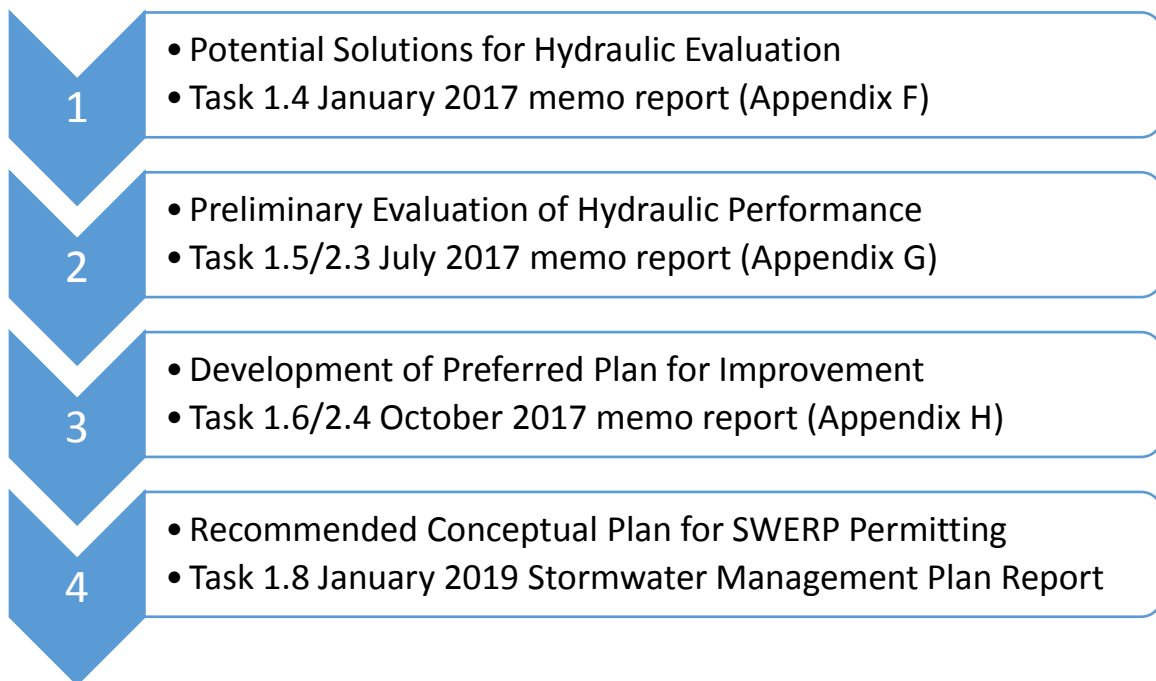 1
• Potential Solutions for Hydraulic Evaluation
• Task 1.4 January 2017 memo report (Appendix F)
2
• Preliminary Evaluation of Hydraulic Performance
• Task 1.5/2.3 July 2017 memo report (Appendix G)
3
• Development of Preferred Plan for Improvement
• Task 1.6/2.4 October 2017 memo report (Appendix H)
4
• Recommended Conceptual Plan for SWERP Permitting
• Task 1.8 January 2019 Stormwater Management Plan Report